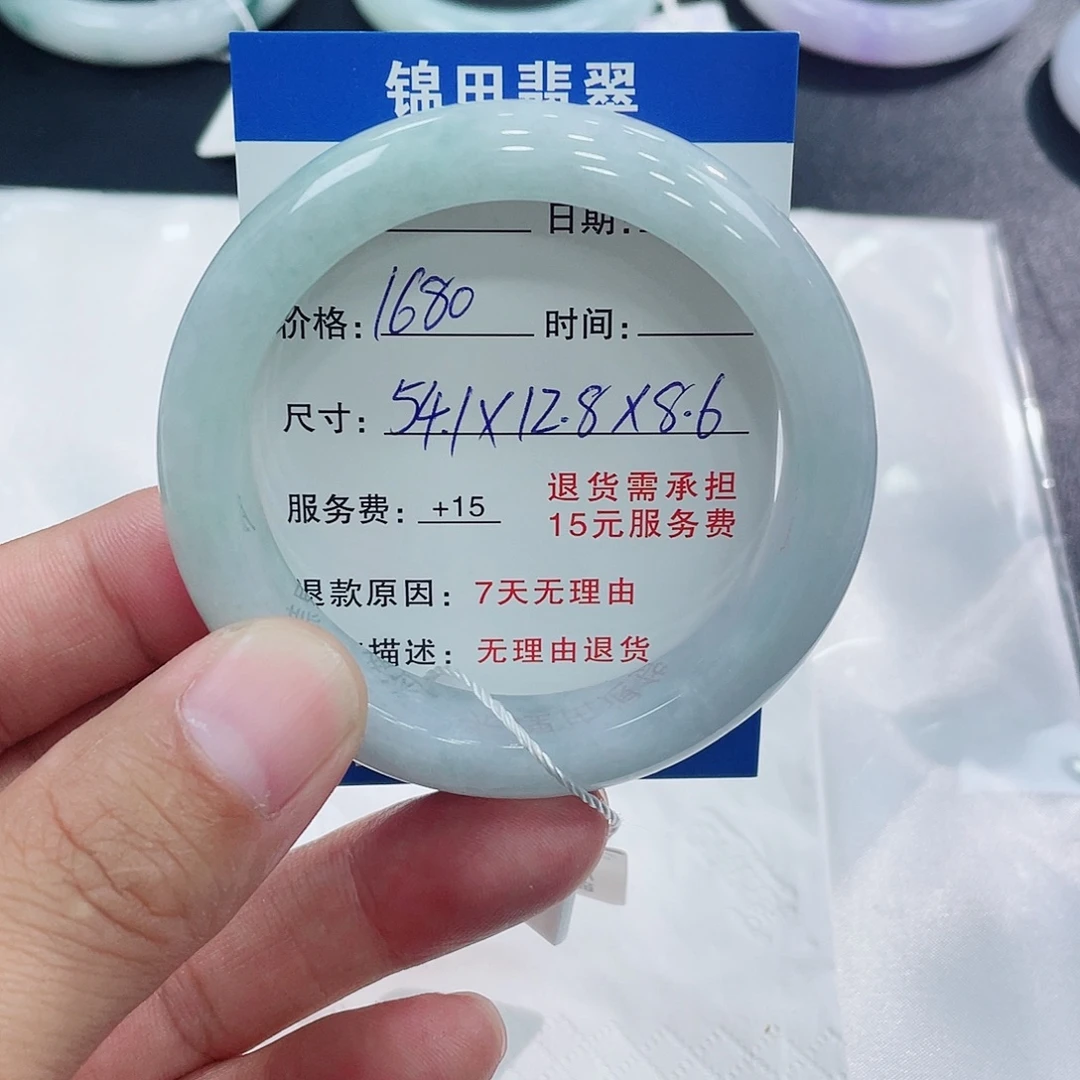 锦田翡翠
日期:
价格: 1680 时间:
尺寸: 54.1X12.8X8.6
服务费: +15 退货需承担
15元服务费
退款原因: 7天无理由
描述: 无理由退货